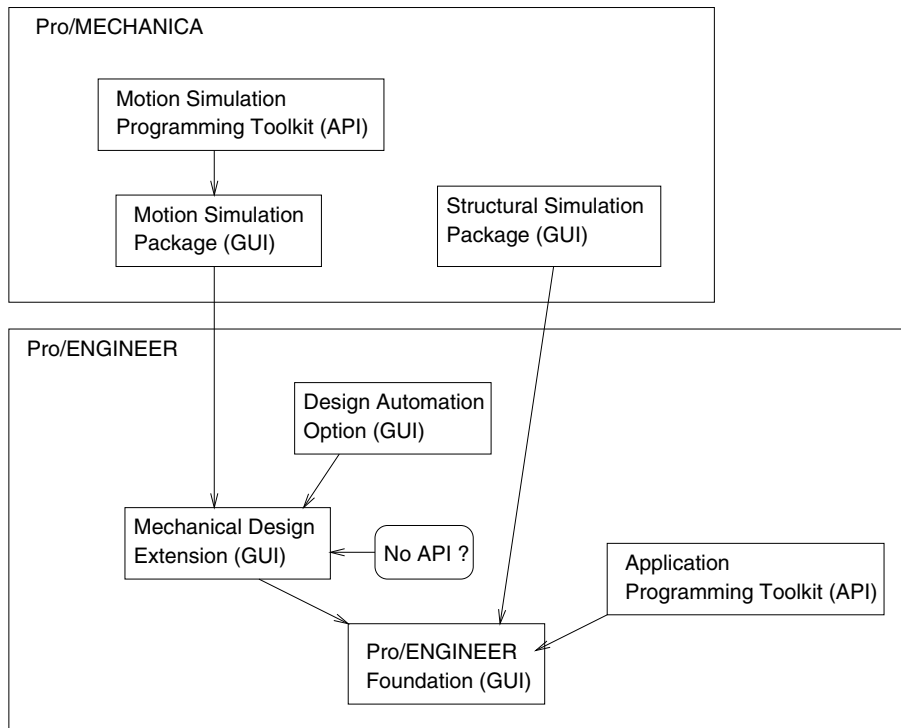 Pro/MECHANICA
Motion Simulation
Programming Toolkit (API)
Motion Simulation
Package (GUI)
Structural Simulation
Package (GUI)
Pro/ENGINEER
Design Automation
Option (GUI)
Mechanical Design
Extension (GUI)
No API ?
Application
Programming Toolkit (API)
Pro/ENGINEER
Foundation (GUI)